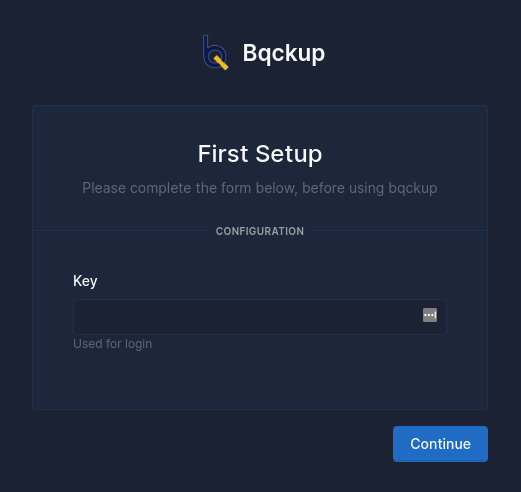 Bqckup
First Setup
Please complete the form below, before using bqckup
CONFIGURATION
Key
Used for login
Continue